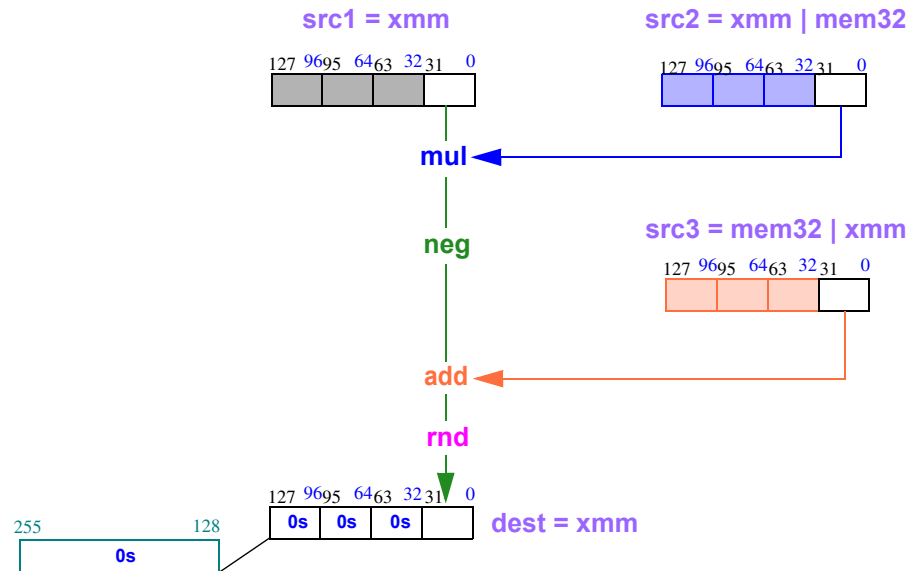 src1 = xmm
src2 = xmm | mem32
127 96 95 64 63 32 31 0
127 96 95 64 63 32 31 0
mul
neg
src3 = mem32 | xmm
127 96 95 64 63 32 31 0
add
rnd
127 96 95 64 63 32 31 0
0s 0s 0s
dest = xmm
255 128
0s